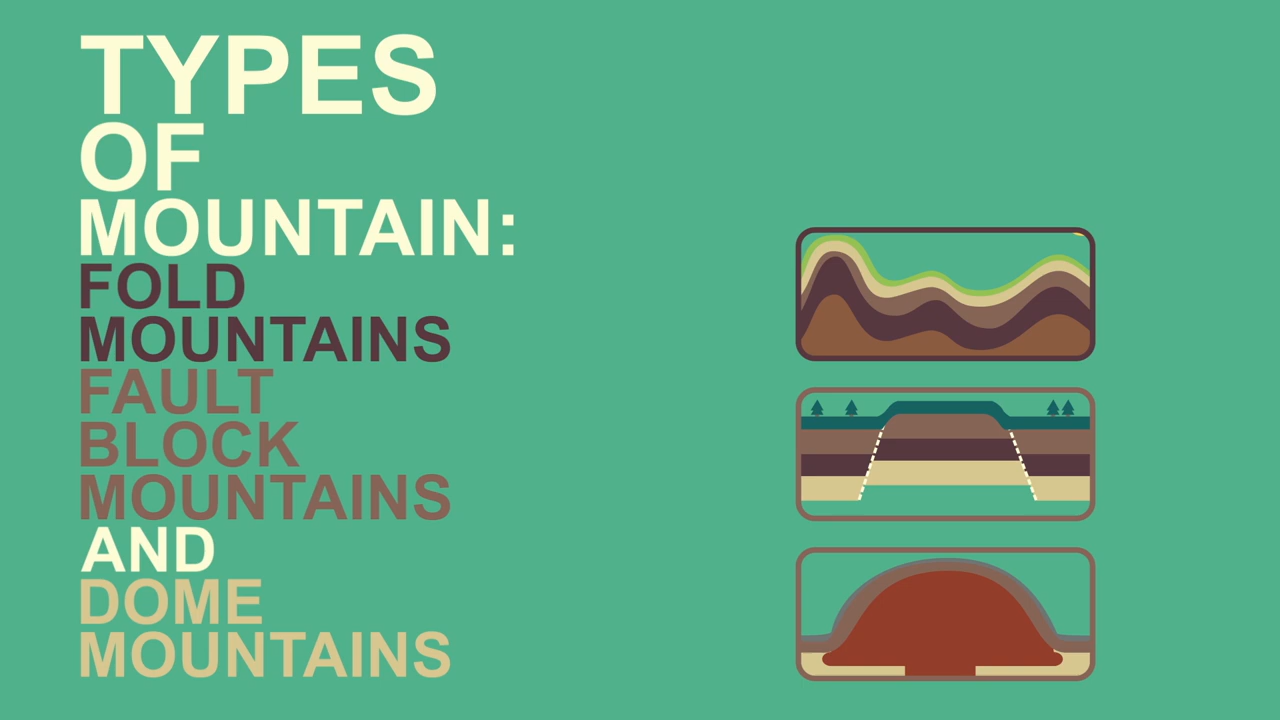 TYPES
OF
MOUNTAIN:
FOLD
MOUNTAINS
FAULT
BLOCK
MOUNTAINS
AND
DOME
MOUNTAINS